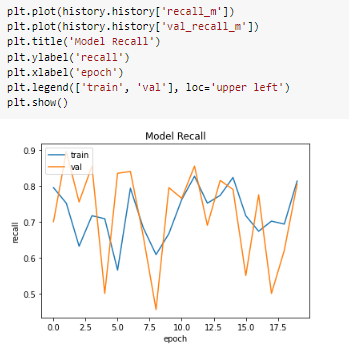 plt.plot(history.history['recall_m'])
plt.plot(history.history['val_recall_m'])
plt.title('Model Recall')
plt.ylabel('recall')
plt.xlabel('epoch')
plt.legend(['train', 'val'], loc='upper left')
plt.show()
Model Recall
train
val
0.9
0.8
0.7
0.6
0.5
recall
0.0 2.5 5.0 7.5 10.0 12.5 15.0 17.5
epoch